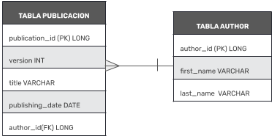 TABLA PUBLICACION
publication_id (PK) LONG
version INT
title VARCHAR
publishing_date DATE
author_id(FK) LONG
TABLA AUTHOR
author_id (PK) LONG
first_name VARCHAR
last_name VARCHAR